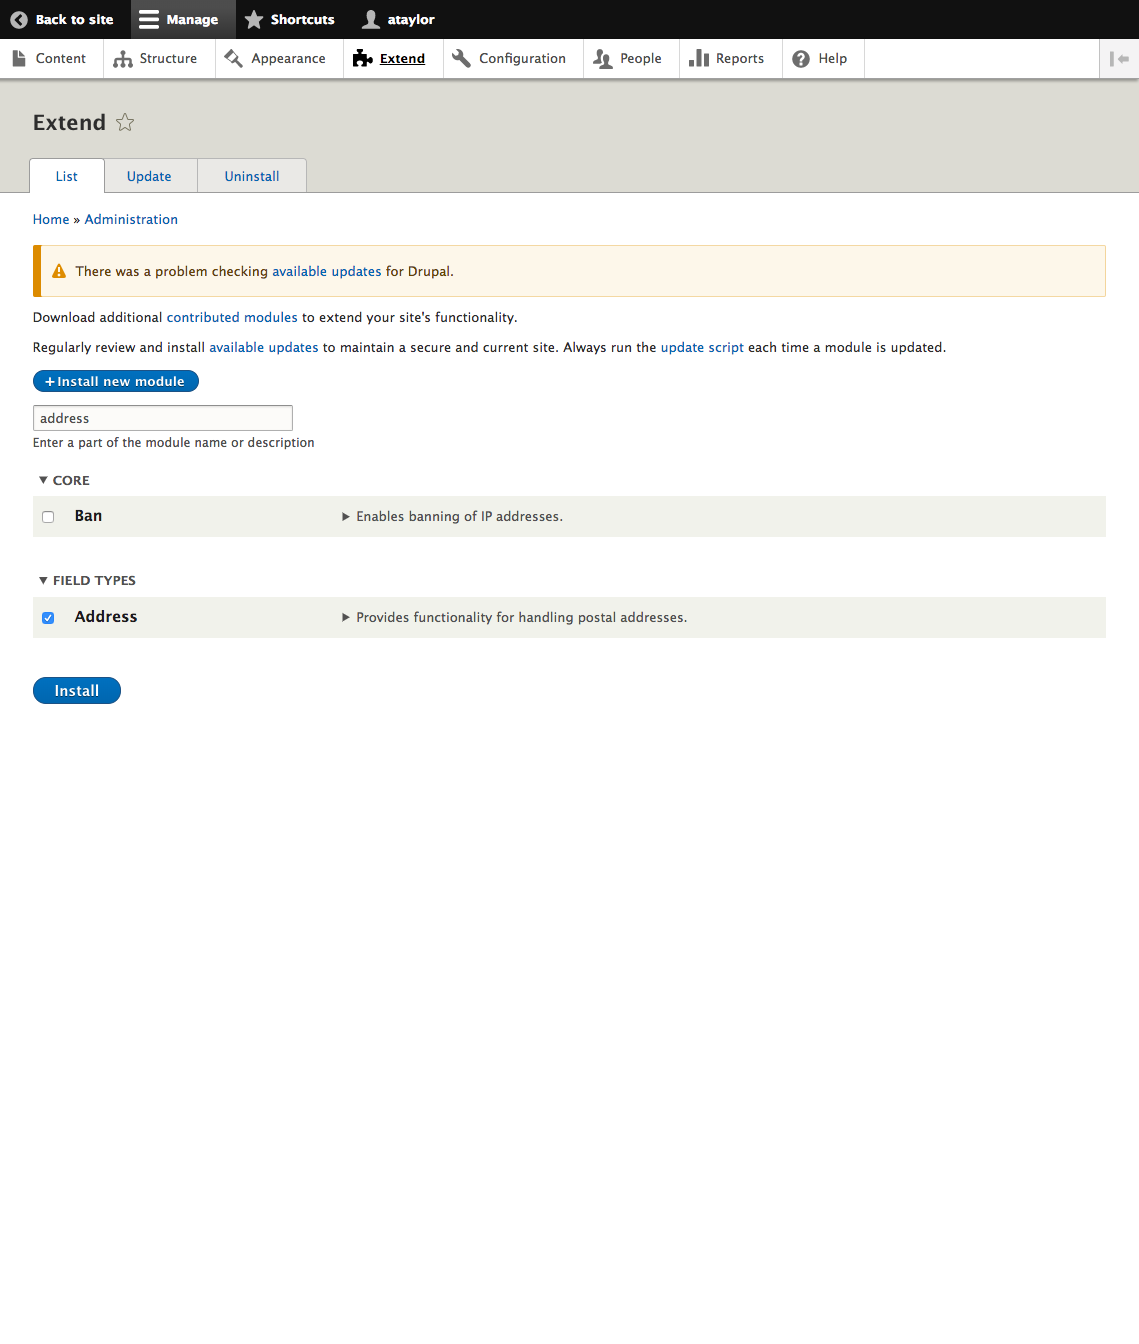 Back to site Manage Shortcuts ataylor
Content Structure Appearance Extend Configuration People Reports Help
Extend
List Update Uninstall
Home » Administration
There was a problem checking available updates for Drupal.
Download additional contributed modules to extend your site's functionality.
Regularly review and install available updates to maintain a secure and current site. Always run the update script each time a module is updated.
+Install new module
address
Enter a part of the module name or description
▼ CORE
Ban ► Enables banning of IP addresses.
▼ FIELD TYPES
Address ► Provides functionality for handling postal addresses.
Install